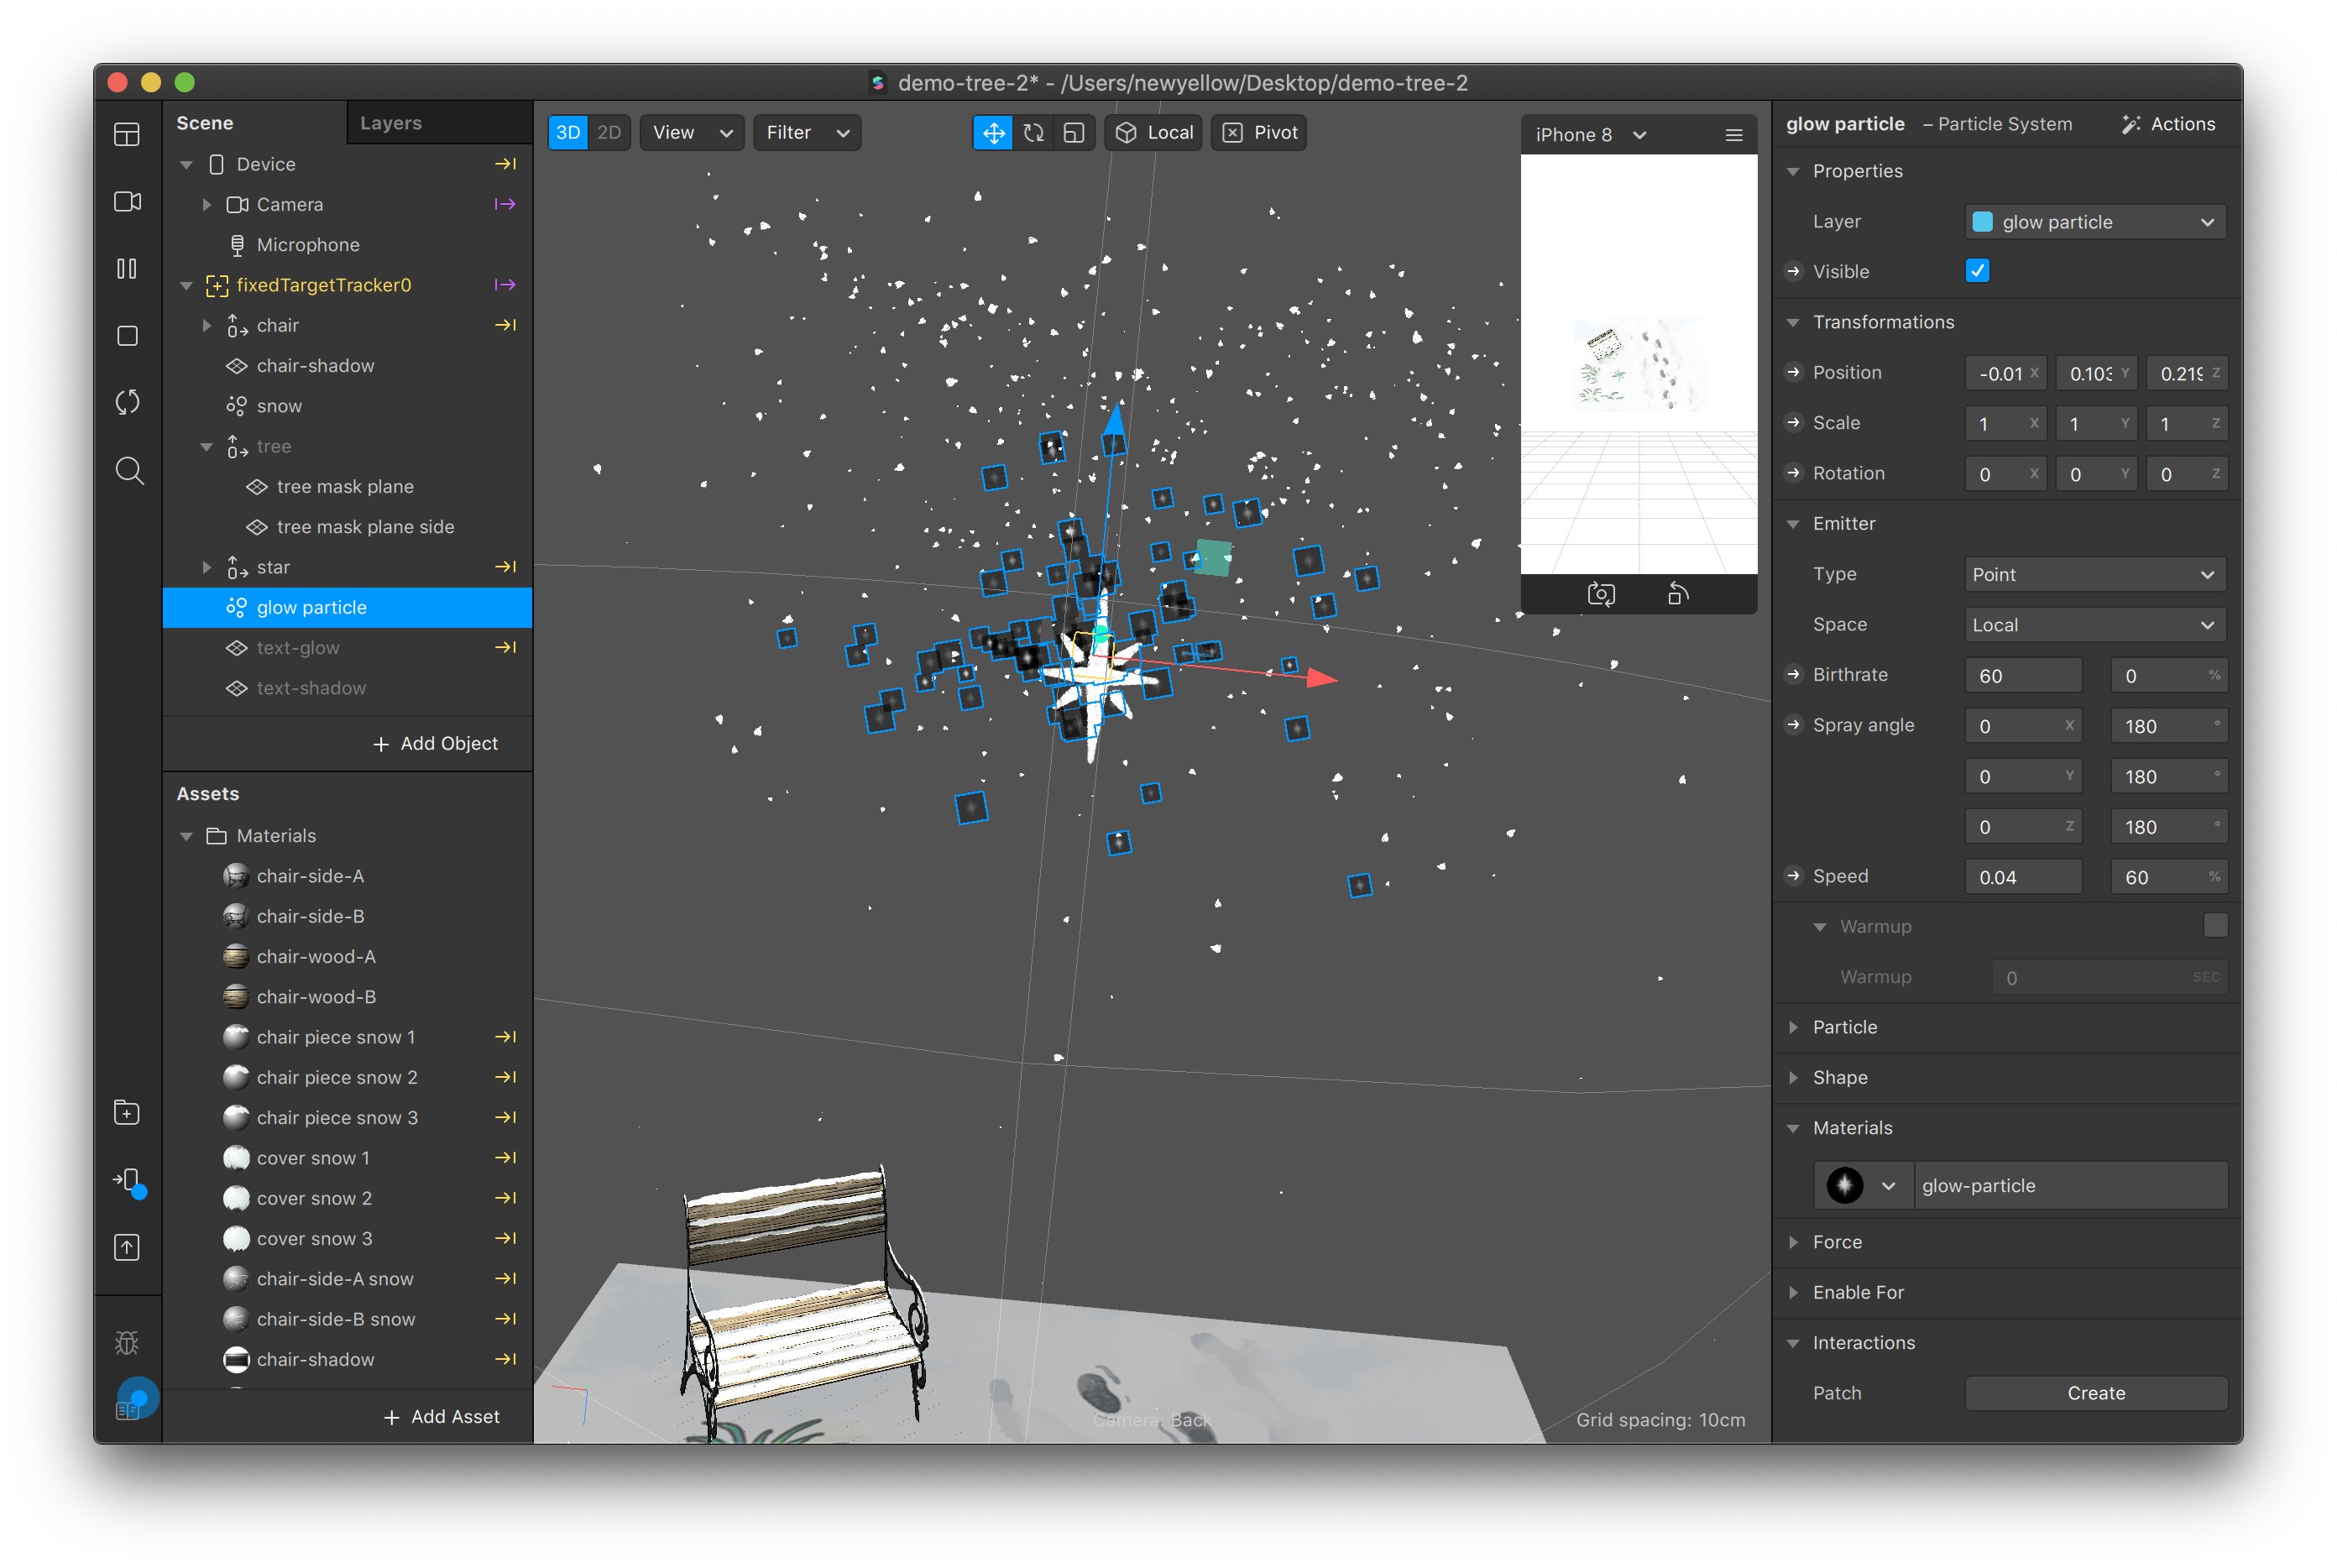 demo-tree-2* - /Users/newyellow/Desktop/demo-tree-2
Scene
Layers
Device
Camera
Microphone
fixedTargetTracker0
chair
chair-shadow
snow
tree
tree mask plane
tree mask plane side
star
glow particle
text-glow
text-shadow
+ Add Object
Assets
Materials
chair-side-A
chair-side-B
chair-wood-A
chair-wood-B
chair piece snow 1
chair piece snow 2
chair piece snow 3
cover snow 1
cover snow 2
cover snow 3
chair-side-A snow
chair-side-B snow
chair-shadow
+ Add Asset
3D 2D View Filter Local Pivot
iPhone 8
Camera: Back
Grid spacing: 10cm
glow particle – Particle System Actions
Properties
Layer glow particle
Visible
Transformations
Position -0.01 X 0.103 Y 0.219 Z
Scale 1 X 1 Y 1 Z
Rotation 0 X 0 Y 0 Z
Emitter
Type Point
Space Local
Birthrate 60 0 %
Spray angle 0 X 180 °
0 Y 180 °
0 Z 180 °
Speed 0.04 60 %
Warmup
Warmup 0 SEC
Particle
Shape
Materials
glow-particle
Force
Enable For
Interactions
Patch Create